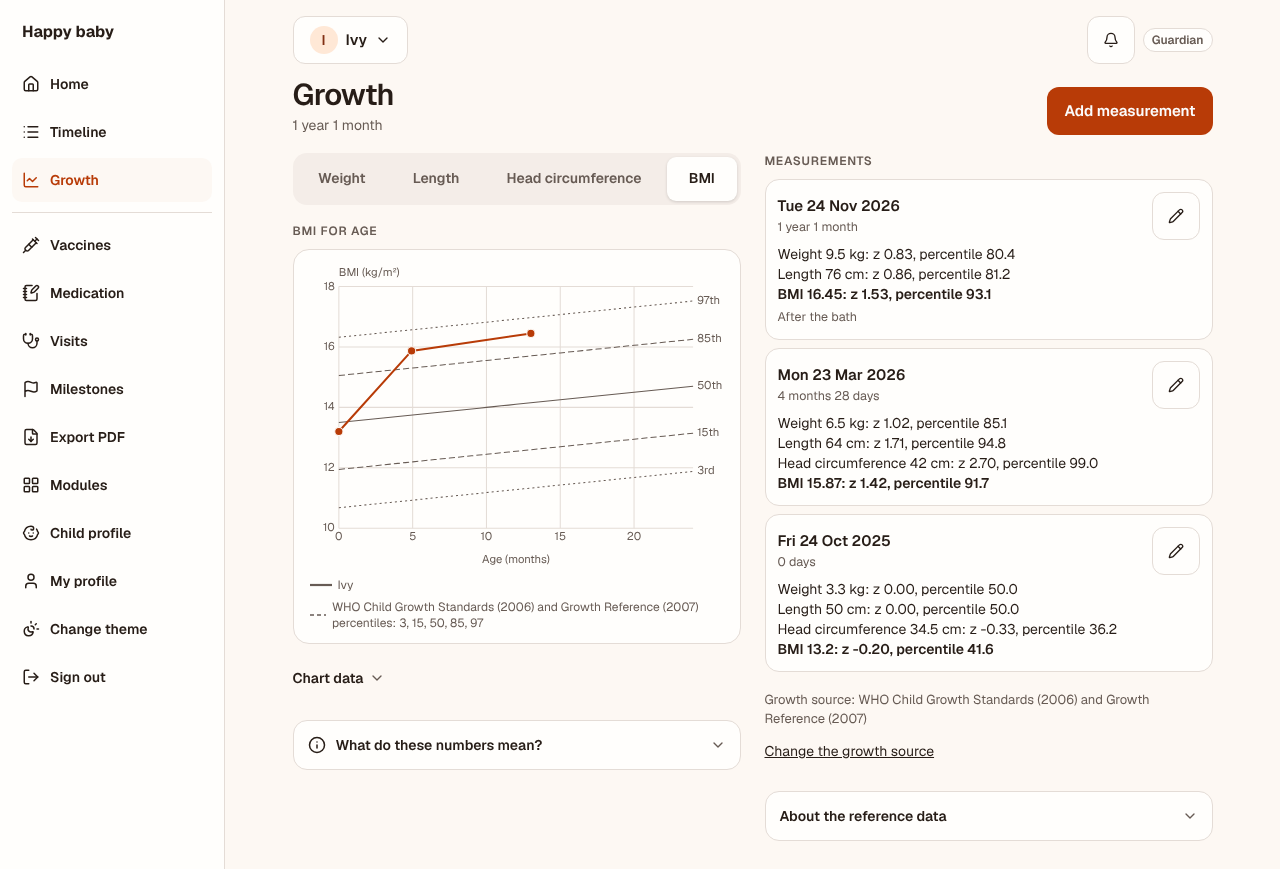 Happy baby
Home
Timeline
Growth
Vaccines
Medication
Visits
Milestones
Export PDF
Modules
Child profile
My profile
Change theme
Sign out
I Ivy
Guardian
Growth
1 year 1 month
Add measurement
Weight Length Head circumference BMI
BMI FOR AGE
BMI (kg/m²)
18
16
14
12
10
97th
85th
50th
15th
3rd
0 5 10 15 20
Age (months)
Ivy
WHO Child Growth Standards (2006) and Growth Reference (2007)
percentiles: 3, 15, 50, 85, 97
Chart data
What do these numbers mean?
MEASUREMENTS
Tue 24 Nov 2026
1 year 1 month
Weight 9.5 kg: z 0.83, percentile 80.4
Length 76 cm: z 0.86, percentile 81.2
BMI 16.45: z 1.53, percentile 93.1
After the bath
Mon 23 Mar 2026
4 months 28 days
Weight 6.5 kg: z 1.02, percentile 85.1
Length 64 cm: z 1.71, percentile 94.8
Head circumference 42 cm: z 2.70, percentile 99.0
BMI 15.87: z 1.42, percentile 91.7
Fri 24 Oct 2025
0 days
Weight 3.3 kg: z 0.00, percentile 50.0
Length 50 cm: z 0.00, percentile 50.0
Head circumference 34.5 cm: z -0.33, percentile 36.2
BMI 13.2: z -0.20, percentile 41.6
Growth source: WHO Child Growth Standards (2006) and Growth
Reference (2007)
Change the growth source
About the reference data